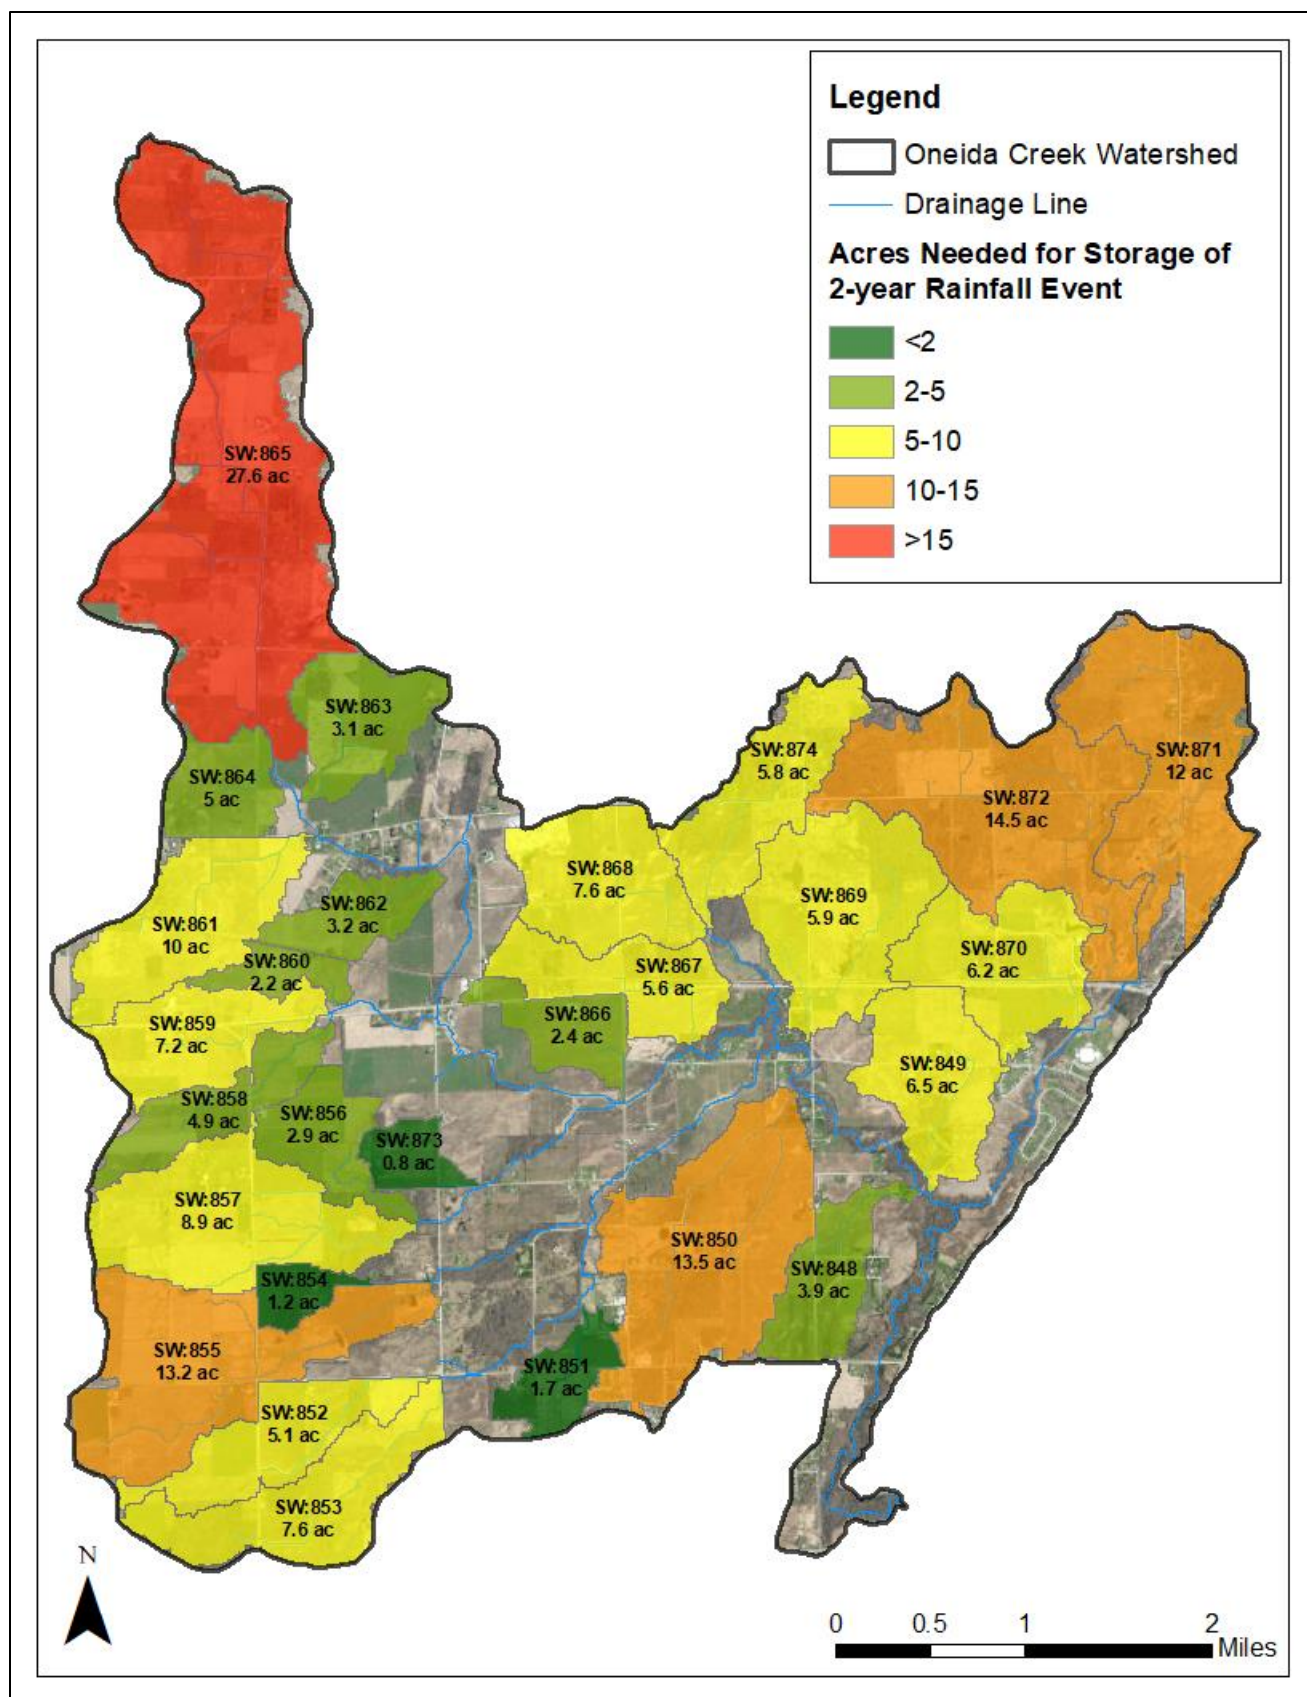 Legend
Oneida Creek Watershed
Drainage Line
Acres Needed for Storage of
2-year Rainfall Event
<2
2-5
5-10
10-15
>15
SW:865
27.6 ac
SW:863
3.1 ac
SW:864
5 ac
SW:874
5.8 ac
SW:871
12 ac
SW:872
14.5 ac
SW:868
7.6 ac
SW:869
5.9 ac
SW:862
3.2 ac
SW:861
10 ac
SW:870
6.2 ac
SW:860
2.2 ac
SW:867
5.6 ac
SW:866
2.4 ac
SW:859
7.2 ac
SW:849
6.5 ac
SW:858
4.9 ac
SW:856
2.9 ac
SW:873
0.8 ac
SW:857
8.9 ac
SW:850
13.5 ac
SW:848
3.9 ac
SW:854
1.2 ac
SW:855
13.2 ac
SW:851
1.7 ac
SW:852
5.1 ac
SW:853
7.6 ac
N
0 0.5 1 2
Miles